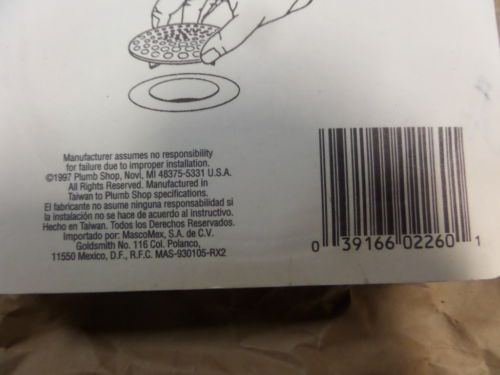 Manufacturer assumes no responsibility
for failure due to improper installation.
©1997 Plumb Shop, Novi, MI 48375-5331 U.S.A.
All Rights Reserved. Manufactured in
Taiwan to Plumb Shop specifications.
El fabricante no asume ninguna responsabilidad si
la instalación no se hace de acuerdo al instructivo.
Hecho en Taiwan. Todos los Derechos Reservados.
Importado por: MascoMex, S.A. de C.V.
Goldsmith No. 116 Col. Polanco,
11550 Mexico, D.F., R.F.C. MAS-930105-RX2
0 39166 02260 1